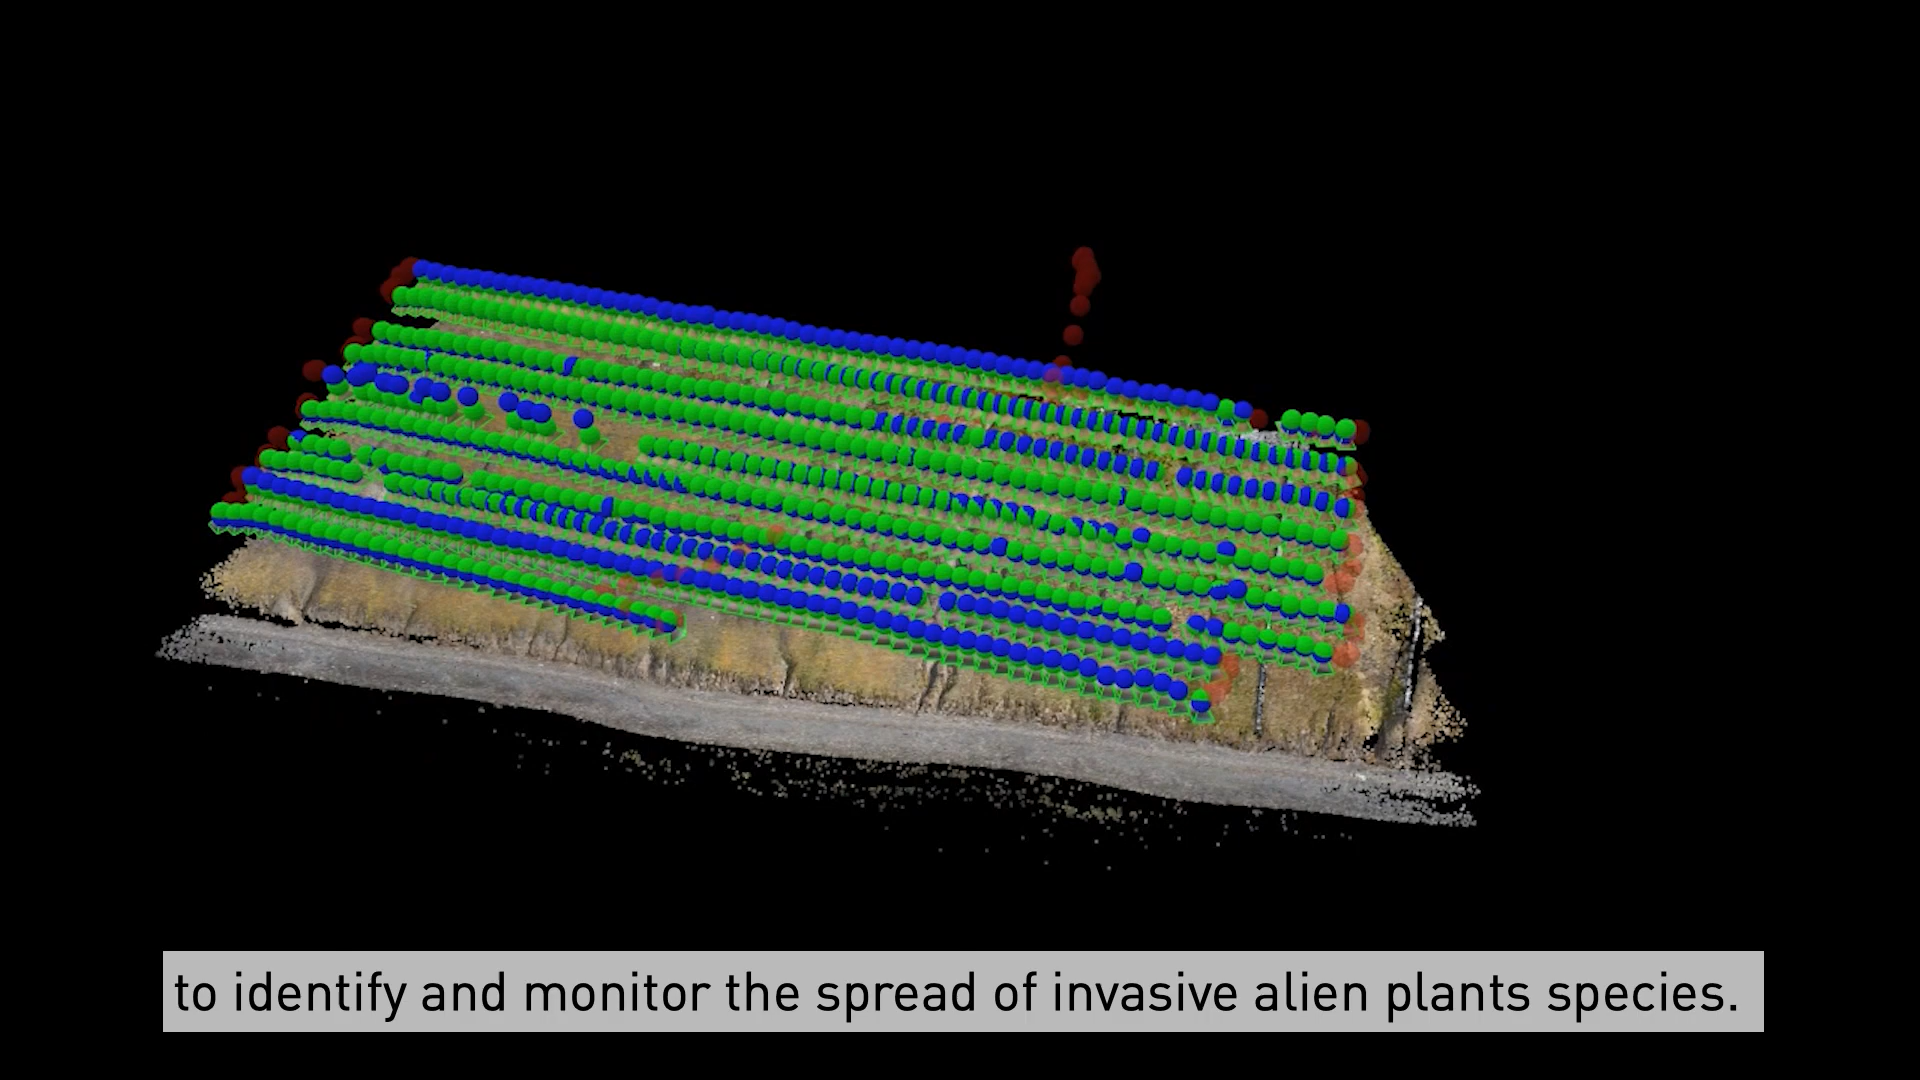 to identify and monitor the spread of invasive alien plants species.